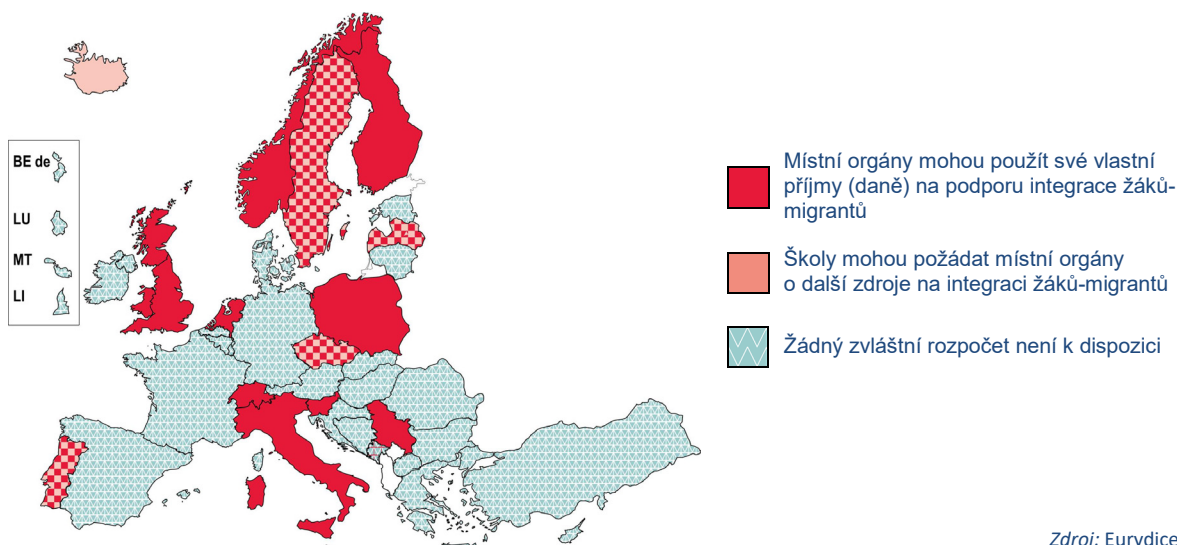 BE de
LU
MT
LI
Místní orgány mohou použít své vlastní
příjmy (daně) na podporu integrace žáků-
migrantů
Školy mohou požádat místní orgány
o další zdroje na integraci žáků-migrantů
Žádný zvláštní rozpočet není k dispozici
Zdroj: Eurydice